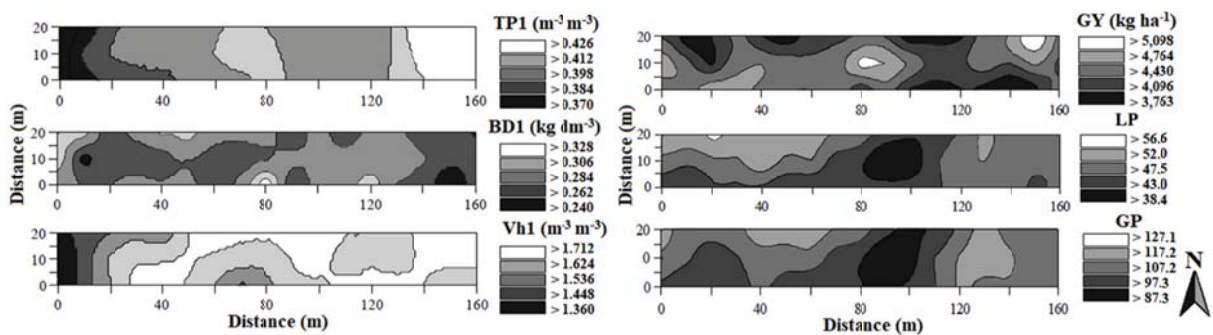 TP1 (m⁻³ m⁻³)
20
10
0
0 40 80 120 160
> 0.426
> 0.412
> 0.398
> 0.384
> 0.370
Distance (m)
BD1 (kg dm⁻³)
20
10
0
0 40 80 120 160
> 0.328
> 0.306
> 0.284
> 0.262
> 0.240
Vh1 (m⁻³ m⁻³)
20
10
0
0 40 80 120 160
> 1.712
> 1.624
> 1.536
> 1.448
> 1.360
Distance (m)
GY (kg ha⁻¹)
20
10
0
0 40 80 120 160
> 5,098
> 4,764
> 4,430
> 4,096
> 3,763
Distance (m)
LP
20
10
0
0 40 80 120 160
> 56.6
> 52.0
> 47.5
> 43.0
> 38.4
GP
20
0
0
0 40 80 120 160
> 127.1
> 117.2
> 107.2
> 97.3
> 87.3
Distance (m)
N